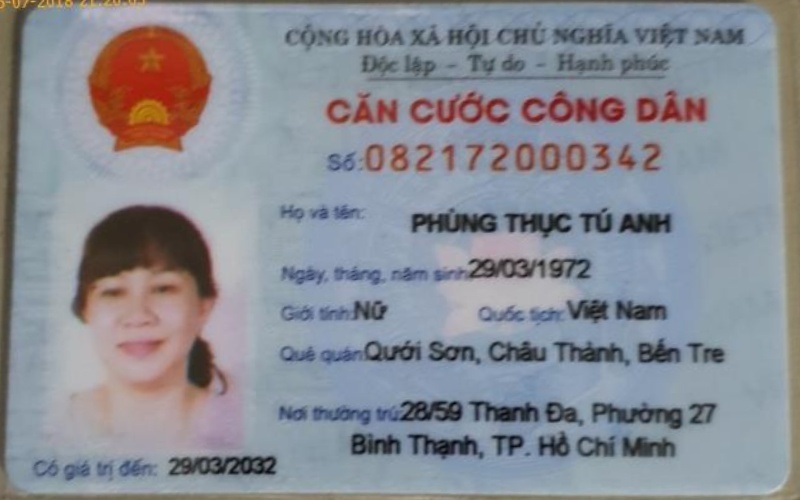 -07-2018 21:20:05
CỘNG HÒA XÃ HỘI CHỦ NGHĨA VIỆT NAM
Độc lập - Tự do - Hạnh phúc
CĂN CƯỚC CÔNG DÂN
Số: 082172000342
Họ và tên: PHÙNG THỤC TÚ ANH
Ngày, tháng, năm sinh: 29/03/1972
Giới tính: Nữ Quốc tịch: Việt Nam
Quê quán: Qưới Sơn, Châu Thành, Bến Tre
Nơi thường trú: 28/59 Thanh Đa, Phường 27
Bình Thạnh, TP. Hồ Chí Minh
Có giá trị đến: 29/03/2032